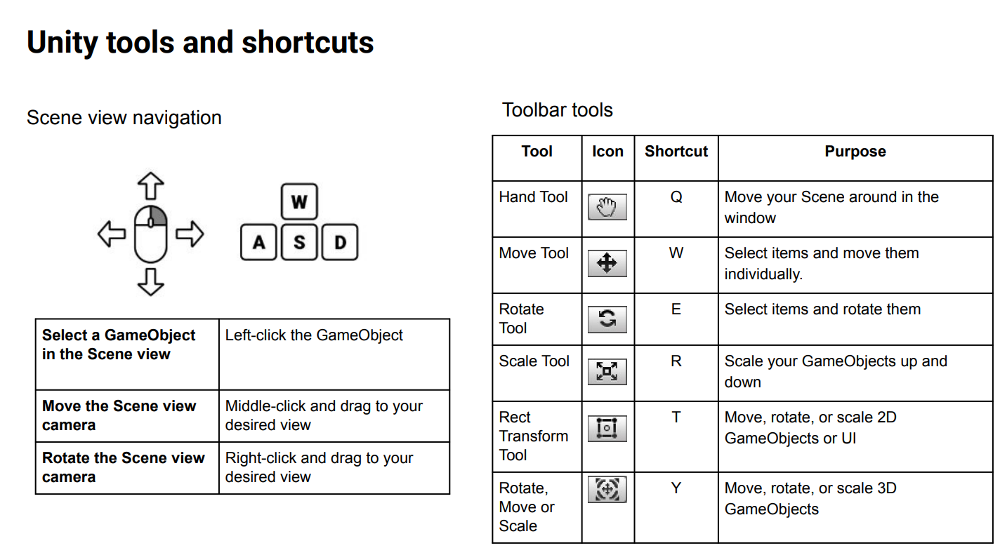 Unity tools and shortcuts
Scene view navigation
W
A S D
Select a GameObject
in the Scene view
Left-click the GameObject
Move the Scene view
camera
Middle-click and drag to your
desired view
Rotate the Scene view
camera
Right-click and drag to your
desired view
Toolbar tools
Tool Icon Shortcut Purpose
Hand Tool
Q
Move your Scene around in the
window
Move Tool
W
Select items and move them
individually.
Rotate
Tool
E
Select items and rotate them
Scale Tool
R
Scale your GameObjects up and
down
Rect
Transform
Tool
T
Move, rotate, or scale 2D
GameObjects or UI
Rotate,
Move or
Scale
Y
Move, rotate, or scale 3D
GameObjects